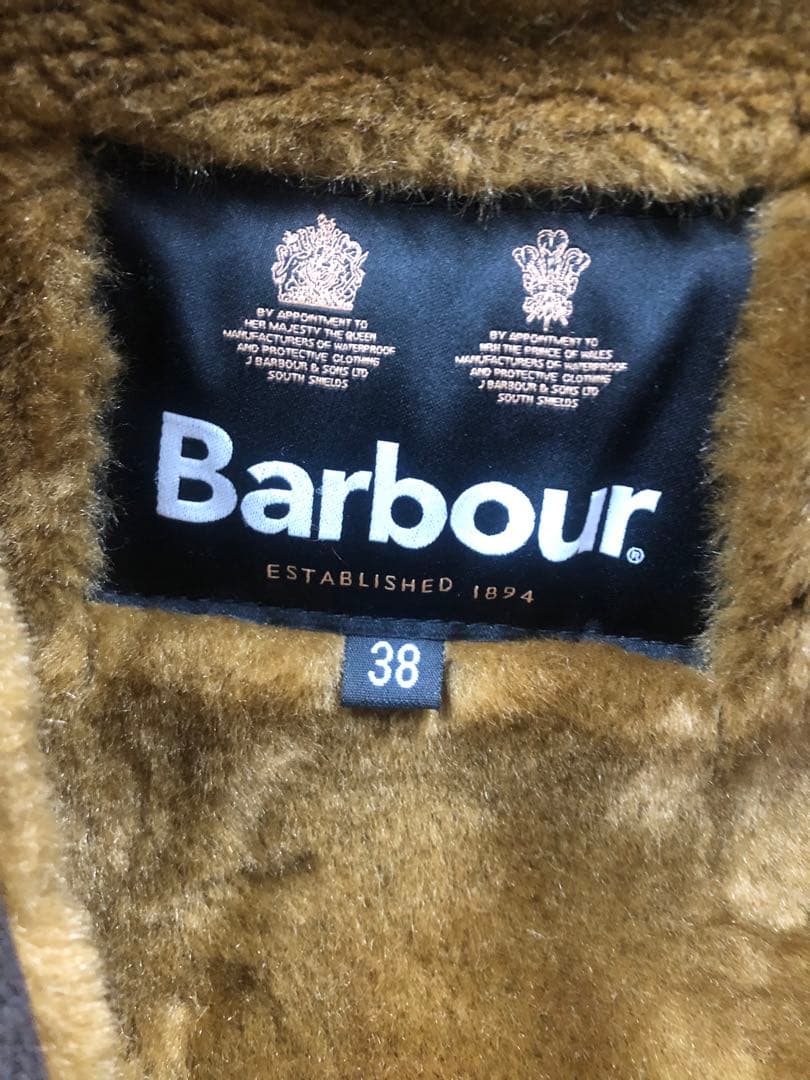 BY APPOINTMENT TO
HER MAJESTY THE QUEEN
MANUFACTURERS OF WATERPROOF
AND PROTECTIVE CLOTHING
J BARBOUR & SONS LTD
SOUTH SHIELDS
BY APPOINTMENT TO
HRH THE PRINCE OF WALES
MANUFACTURERS OF WATERPROOF
AND PROTECTIVE CLOTHING
J BARBOUR & SONS LTD
SOUTH SHIELDS
Barbour®
ESTABLISHED 1894
38